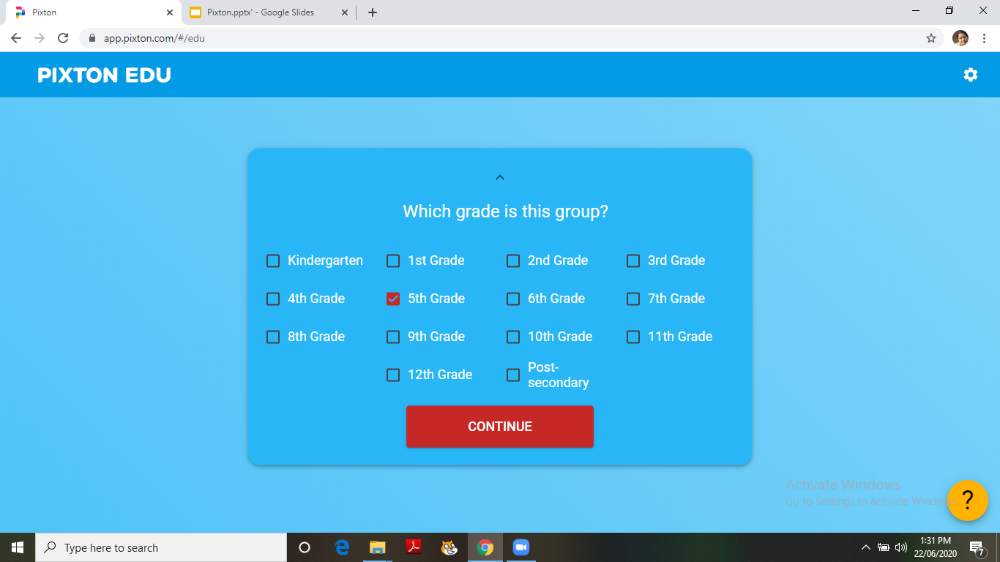 Pixton
Pixton.pptx' - Google Slides
app.pixton.com/#/edu
PIXTON EDU
Which grade is this group?
Kindergarten 1st Grade 2nd Grade 3rd Grade
4th Grade 5th Grade 6th Grade 7th Grade
8th Grade 9th Grade 10th Grade 11th Grade
12th Grade Post-
secondary
CONTINUE
Activate Windows
Go to Settings to activate Windows.
?
Type here to search
1:31 PM
22/06/2020
7